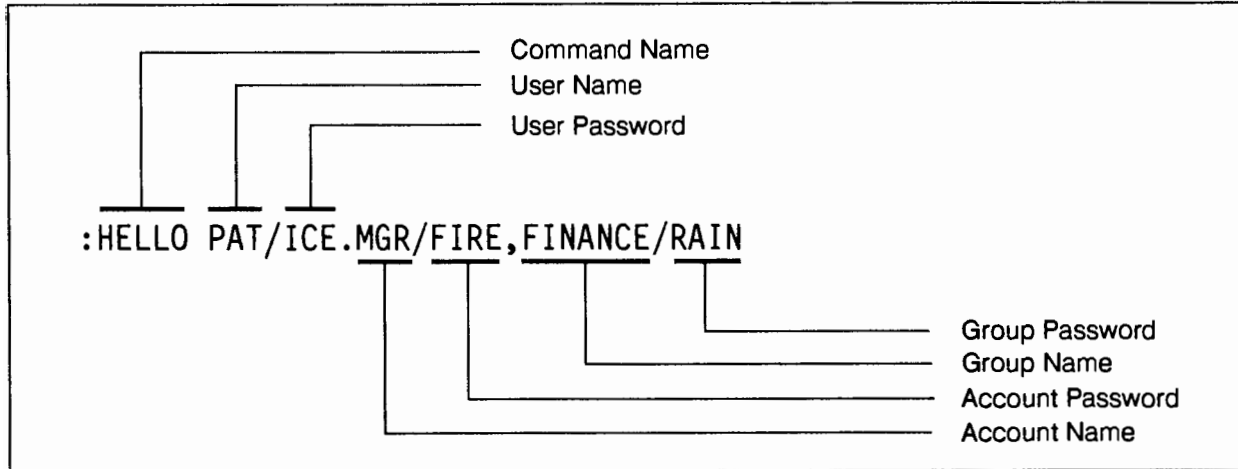 Command Name
User Name
User Password
:HELLO PAT/ICE.MGR/FIRE,FINANCE/RAIN
Group Password
Group Name
Account Password
Account Name